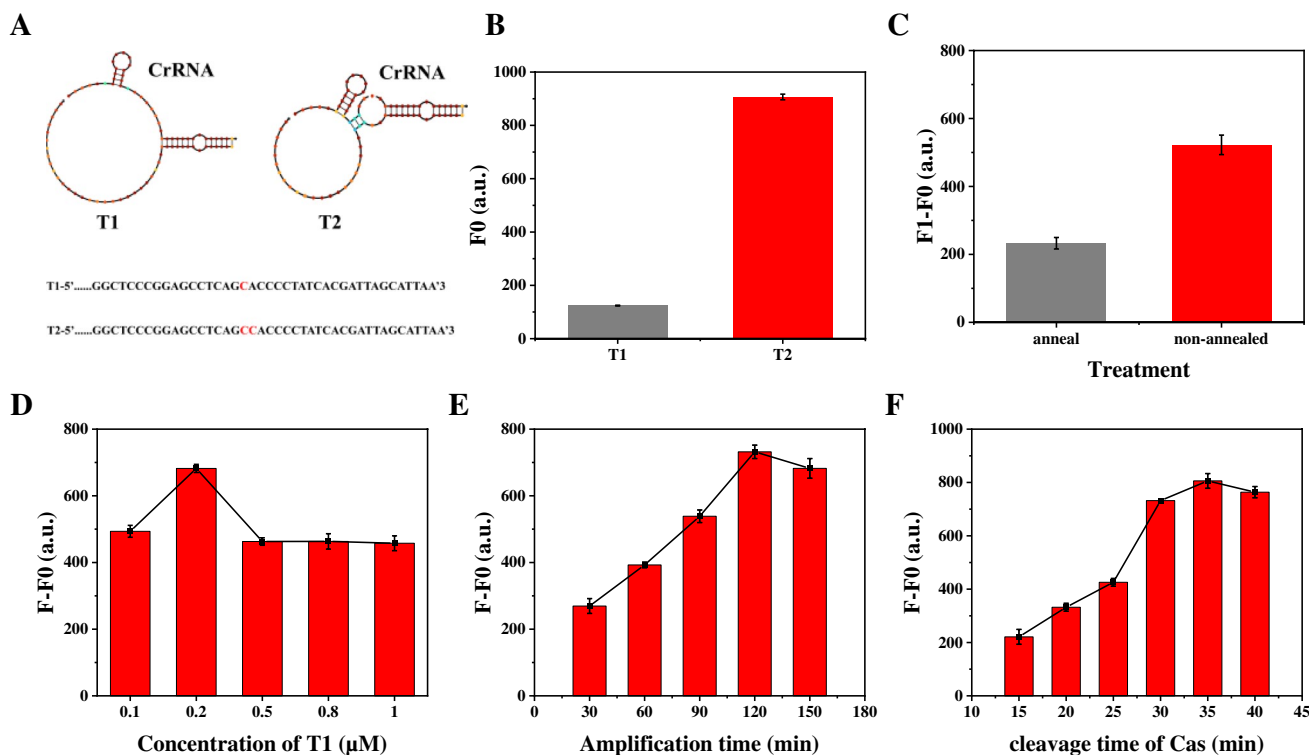 A
CrRNA
CrRNA
T1
T2
T1-5’......GGCTCCCGGAGCCTCAGCACCCCTATCACGATTAGCATTAA’3
T2-5’......GGCTCCCGGAGCCTCAGCCACCCCTATCACGATTAGCATTAA’3
B
1000
800
600
400
200
0
F0 (a.u.)
T1
T2
C
800
600
400
200
0
F1-F0 (a.u.)
anneal
non-annealed
Treatment
D
800
600
400
200
0
F-F0 (a.u.)
0.1 0.2 0.5 0.8 1
Concentration of T1 (μM)
E
800
600
400
200
0
F-F0 (a.u.)
0 30 60 90 120 150 180
Amplification time (min)
F
1000
800
600
400
200
0
F-F0 (a.u.)
10 15 20 25 30 35 40 45
cleavage time of Cas (min)